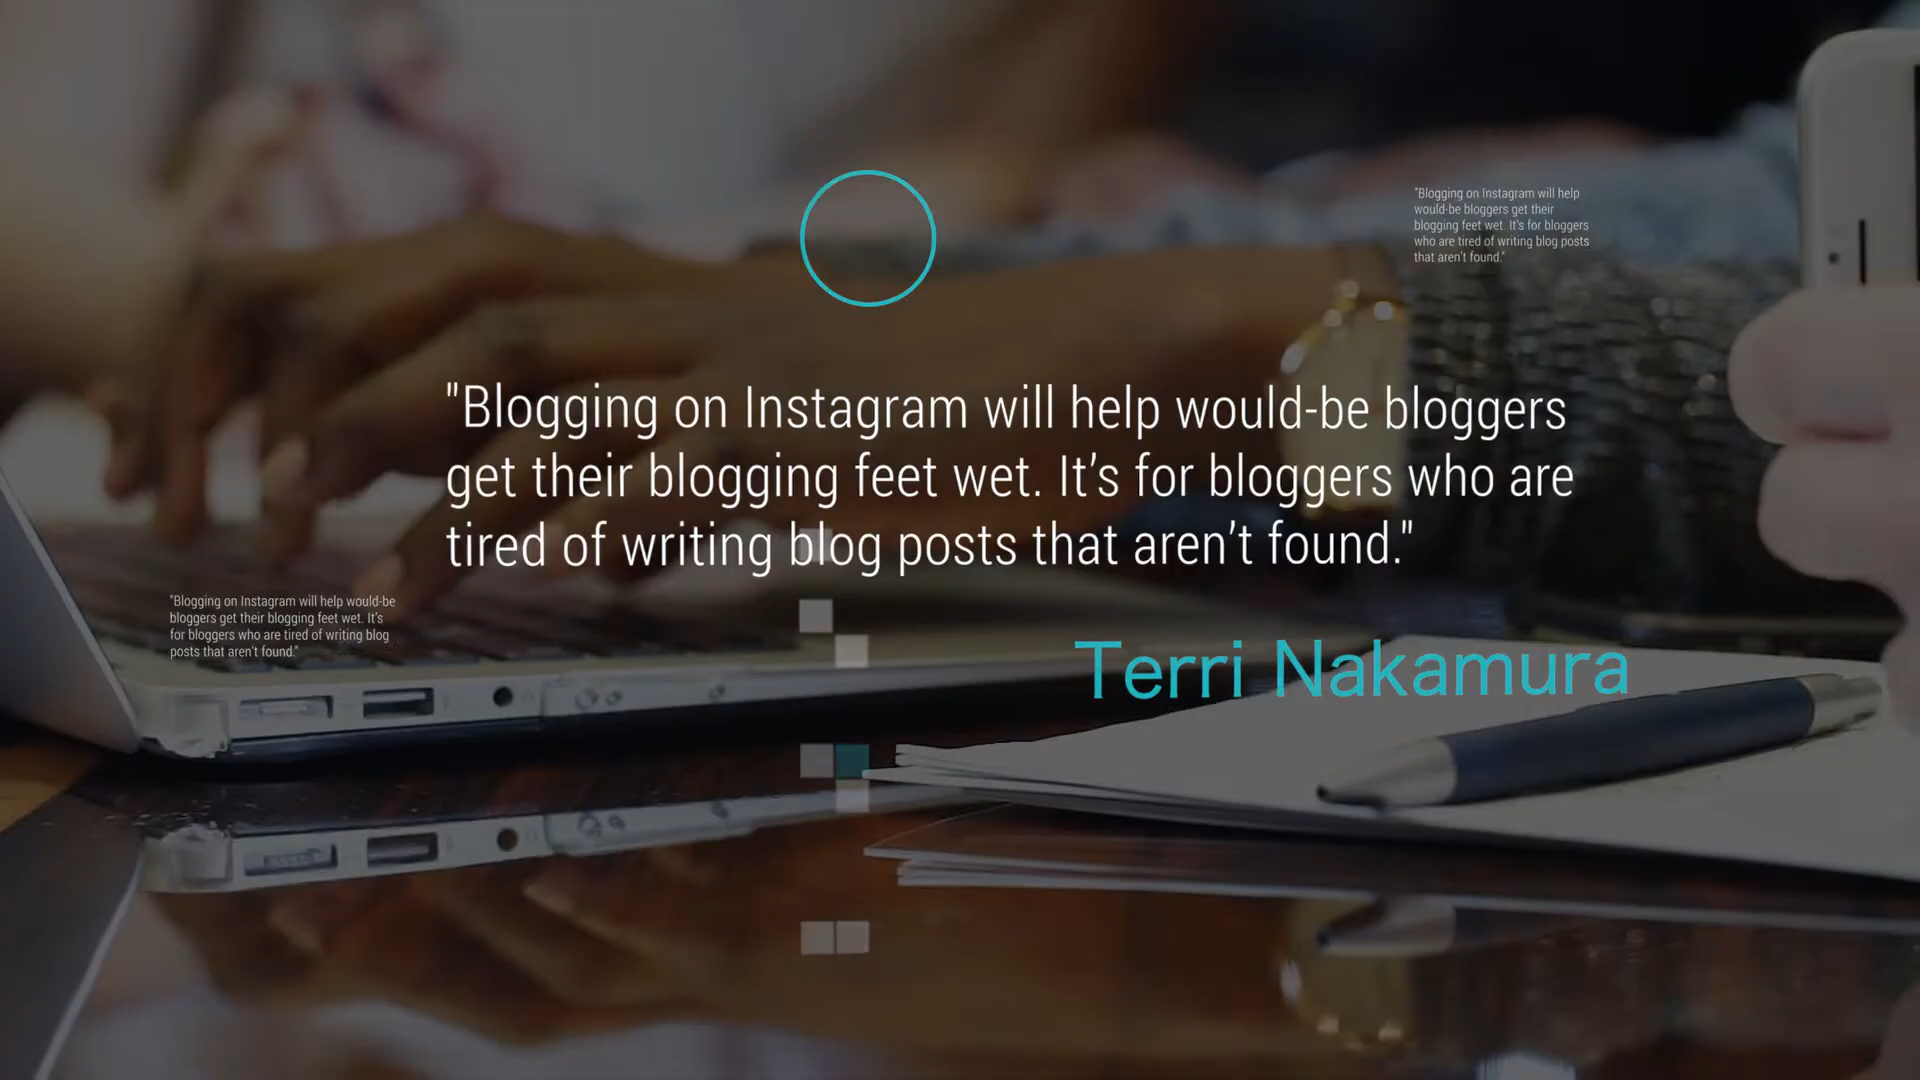 "Blogging on Instagram will help
would-be bloggers get their
blogging feet wet. It's for bloggers
who are tired of writing blog posts
that aren't found."
"Blogging on Instagram will help would-be bloggers
get their blogging feet wet. It’s for bloggers who are
tired of writing blog posts that aren’t found."
"Blogging on Instagram will help would-be
bloggers get their blogging feet wet. It's
for bloggers who are tired of writing blog
posts that aren't found."
Terri Nakamura